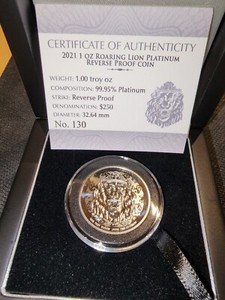 CERTIFICATE OF AUTHENTICITY
2021 1 OZ ROARING LION PLATINUM
REVERSE PROOF COIN
WEIGHT: 1.00 troy oz
COMPOSITION: 99.95% Platinum
STRIKE: Reverse Proof
DENOMINATION: $250
DIAMETER: 32.64 mm
No. 130